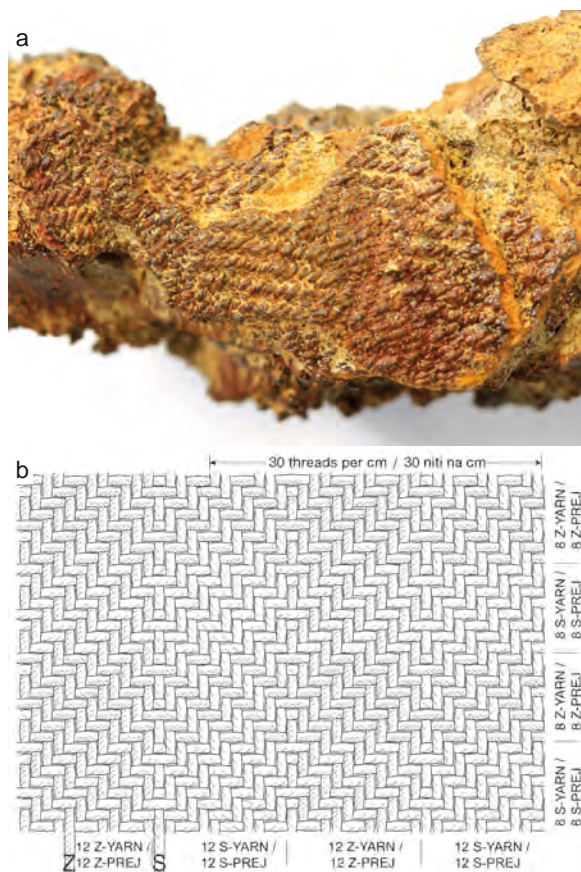 a
b
30 threads per cm / 30 niti na cm
8 Z-YARN /
8 Z-PREJ
8 S-YARN /
8 S-PREJ
8 Z-YARN /
8 Z-PREJ
S-YARN /
S-PREJ
Z
12 Z-YARN /
12 Z-PREJ
S
12 S-YARN /
12 S-PREJ
12 Z-YARN /
12 Z-PREJ
12 S-YARN /
12 S-PREJ